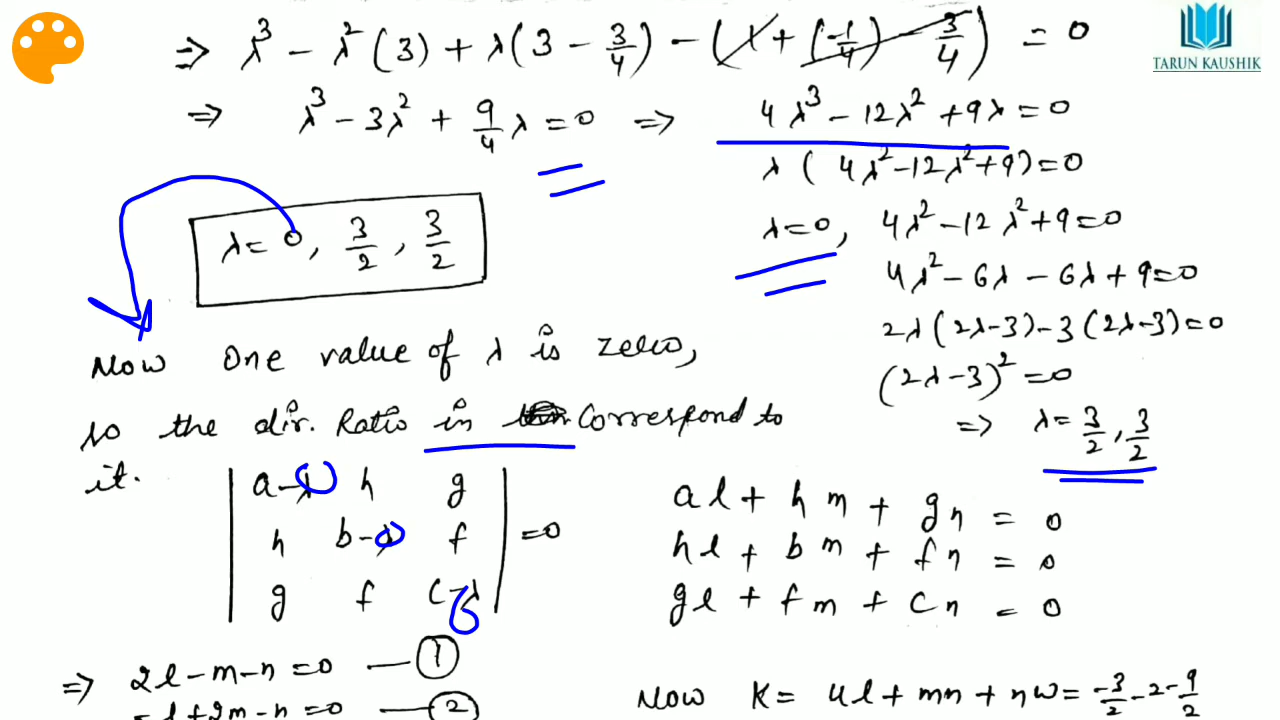 ⇒ λ³ - λ²(3) + λ(3 - 3/4) - (1 + (-1/4) - 3/4) = 0
TARUN KAUSHIK
⇒ λ³ - 3λ² + 9/4 λ = 0 ⇒ 4λ³ - 12λ² + 9λ = 0
λ(4λ² - 12λ² + 9) = 0
λ = 0, 4λ² - 12λ² + 9 = 0
λ = 0, 3/2, 3/2
4λ² - 6λ - 6λ + 9 = 0
2λ(2λ - 3) - 3(2λ - 3) = 0
(2λ - 3)² = 0
⇒ λ = 3/2, 3/2
Now One value of λ is zero,
so the dir. Ratio in correspond to
it.
| a-λ h g |
| h b-λ f | = 0
| g f c-λ |
al + hm + gn = 0
hl + bm + fn = 0
gl + fm + cn = 0
⇒ 2l - m - n = 0 — ①
- l + 2m - n = 0 — ②
Now K = ul + mn + nw = -3/2 - 2 - 9/2